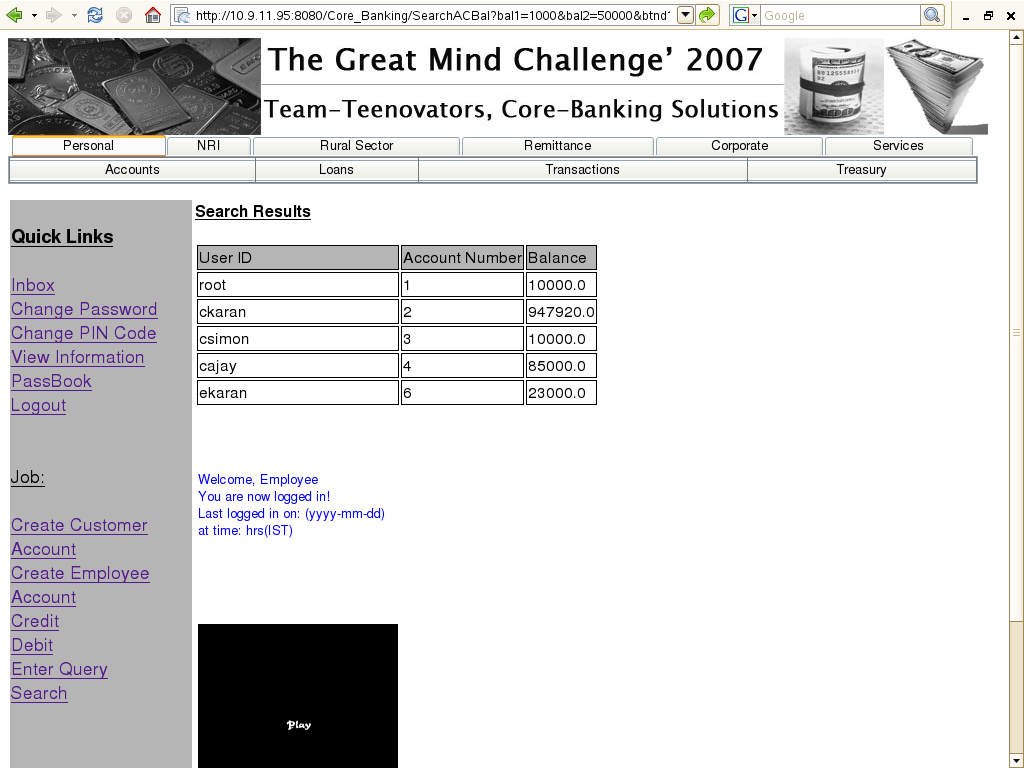 http://10.9.11.95:8080/Core_Banking/SearchACBal?bal1=1000&bal2=50000&btnd1
Google
The Great Mind Challenge’ 2007
Team-Teenovators, Core-Banking Solutions
Personal NRI Rural Sector Remittance Corporate Services
Accounts Loans Transactions Treasury
Search Results
Quick Links
User ID Account Number Balance
root 1 10000.0
ckaran 2 947920.0
csimon 3 10000.0
cajay 4 85000.0
ekaran 6 23000.0
Inbox
Change Password
Change PIN Code
View Information
PassBook
Logout
Job:
Welcome, Employee
You are now logged in!
Last logged in on: (yyyy-mm-dd)
at time: hrs(IST)
Create Customer
Account
Create Employee
Account
Credit
Debit
Enter Query
Search
Play